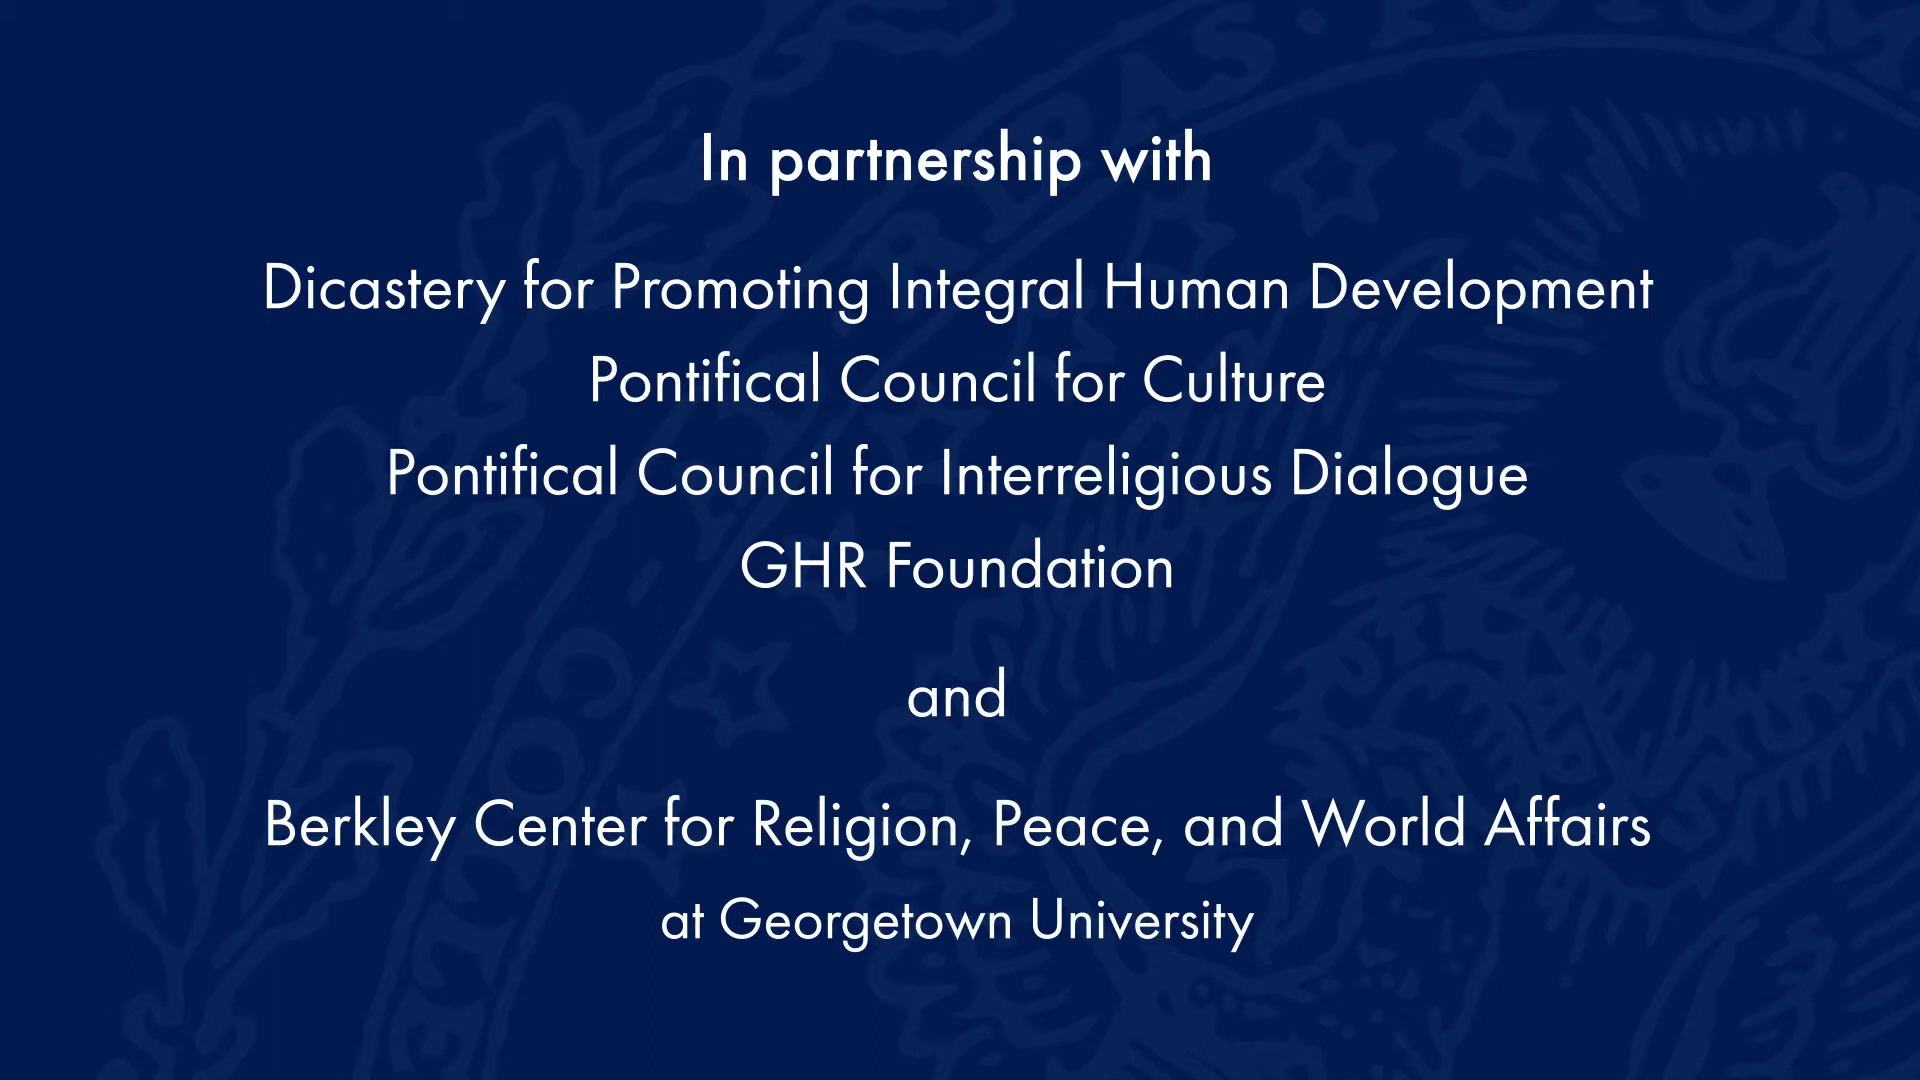 In partnership with
Dicastery for Promoting Integral Human Development
Pontifical Council for Culture
Pontifical Council for Interreligious Dialogue
GHR Foundation
and
Berkley Center for Religion, Peace, and World Affairs
at Georgetown University